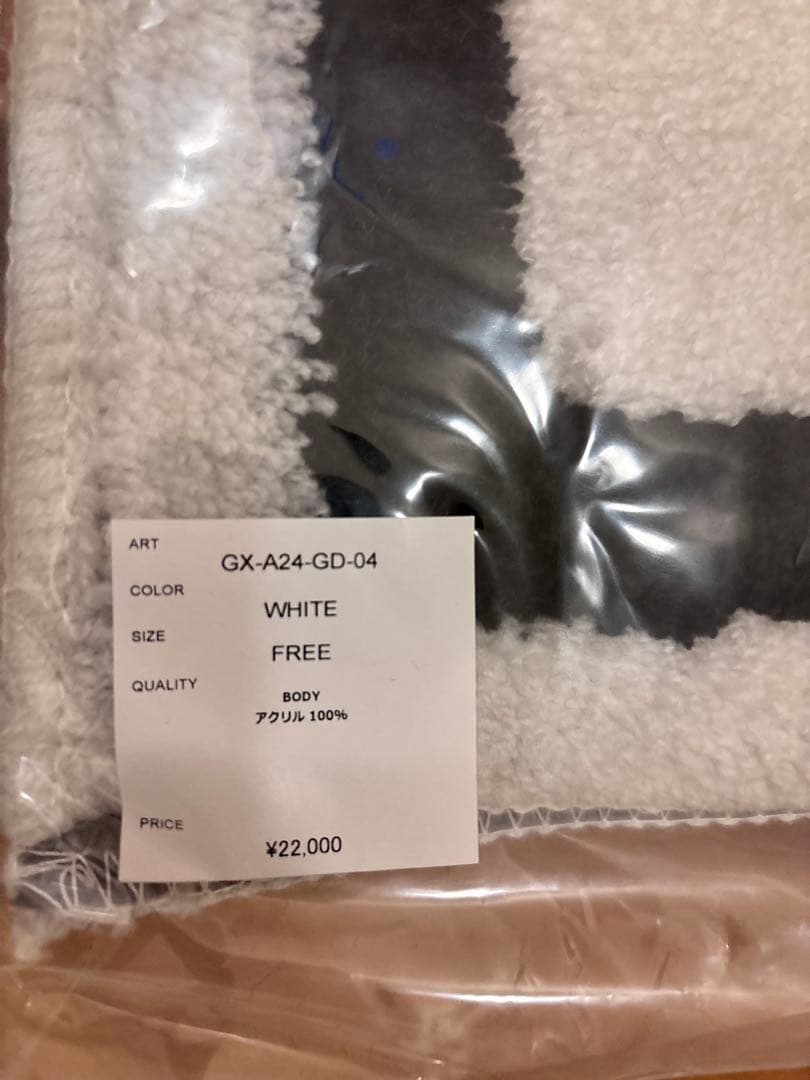 ART
GX-A24-GD-04
COLOR
WHITE
SIZE
FREE
QUALITY
BODY
アクリル 100%
PRICE
¥22,000